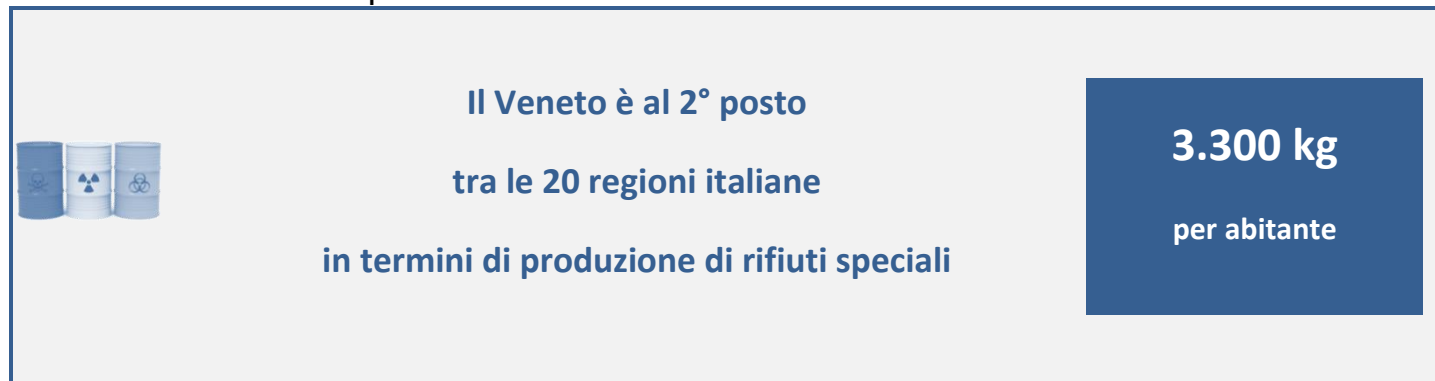 Il Veneto è al 2° posto
tra le 20 regioni italiane
in termini di produzione di rifiuti speciali
3.300 kg
per abitante